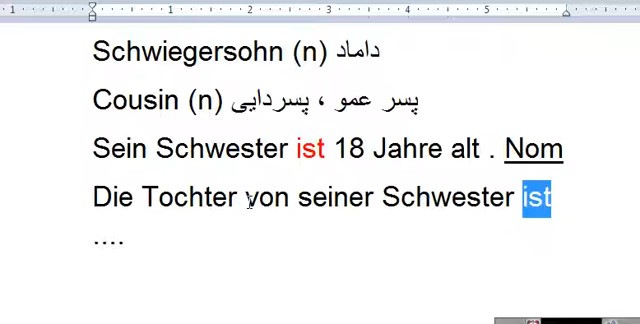 Schwiegersohn (n) داماد
Cousin (n) پسر عمو ، پسردایی
Sein Schwester ist 18 Jahre alt . Nom
Die Tochter von seiner Schwester ist
....